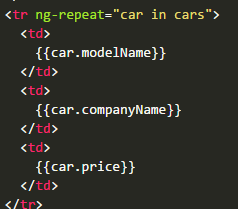 <tr ng-repeat="car in cars">
  <td>
    {{car.modelName}}
  </td>
  <td>
    {{car.companyName}}
  </td>
  <td>
    {{car.price}}
  </td>
</tr>